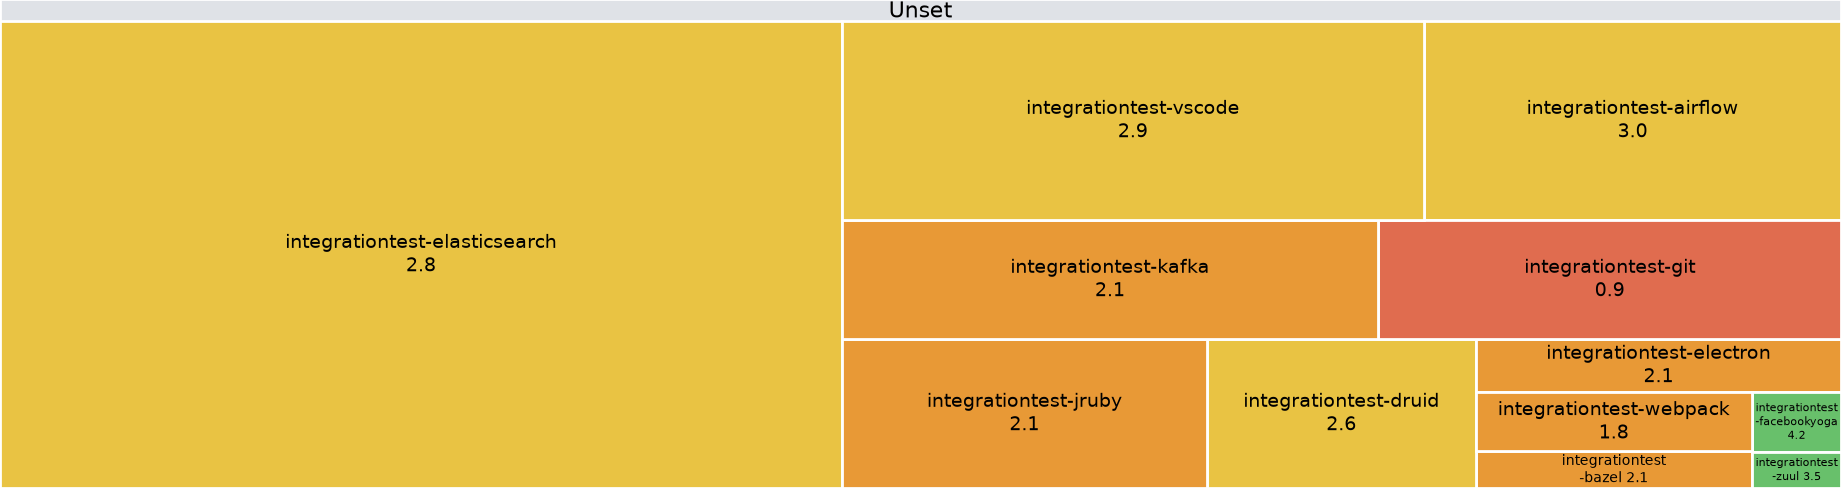 Unset
integrationtest-elasticsearch
2.8
integrationtest-vscode
2.9
integrationtest-airflow
3.0
integrationtest-kafka
2.1
integrationtest-git
0.9
integrationtest-jruby
2.1
integrationtest-druid
2.6
integrationtest-electron
2.1
integrationtest-webpack
1.8
integrationtest
-facebookyoga
4.2
integrationtest
-bazel 2.1
integrationtest
-zuul 3.5